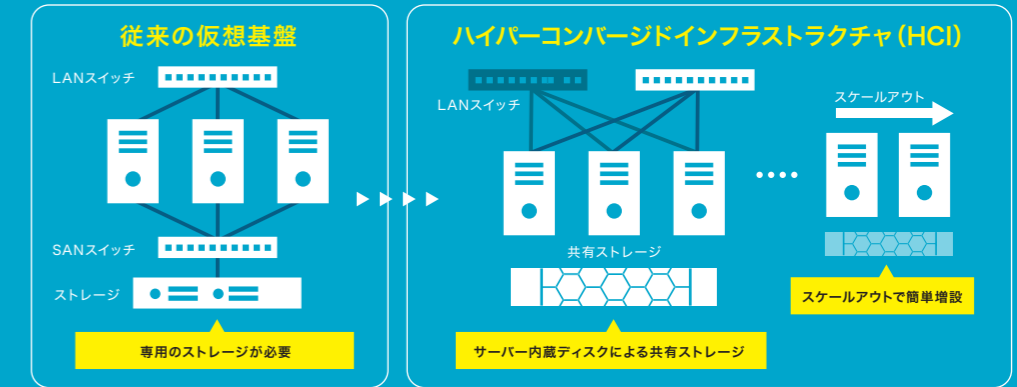 従来の仮想基盤
LANスイッチ
SANスイッチ
ストレージ
専用のストレージが必要
ハイパーコンバージドインフラストラクチャ(HCI)
LANスイッチ
スケールアウト
共有ストレージ
サーバー内蔵ディスクによる共有ストレージ
スケールアウトで簡単増設